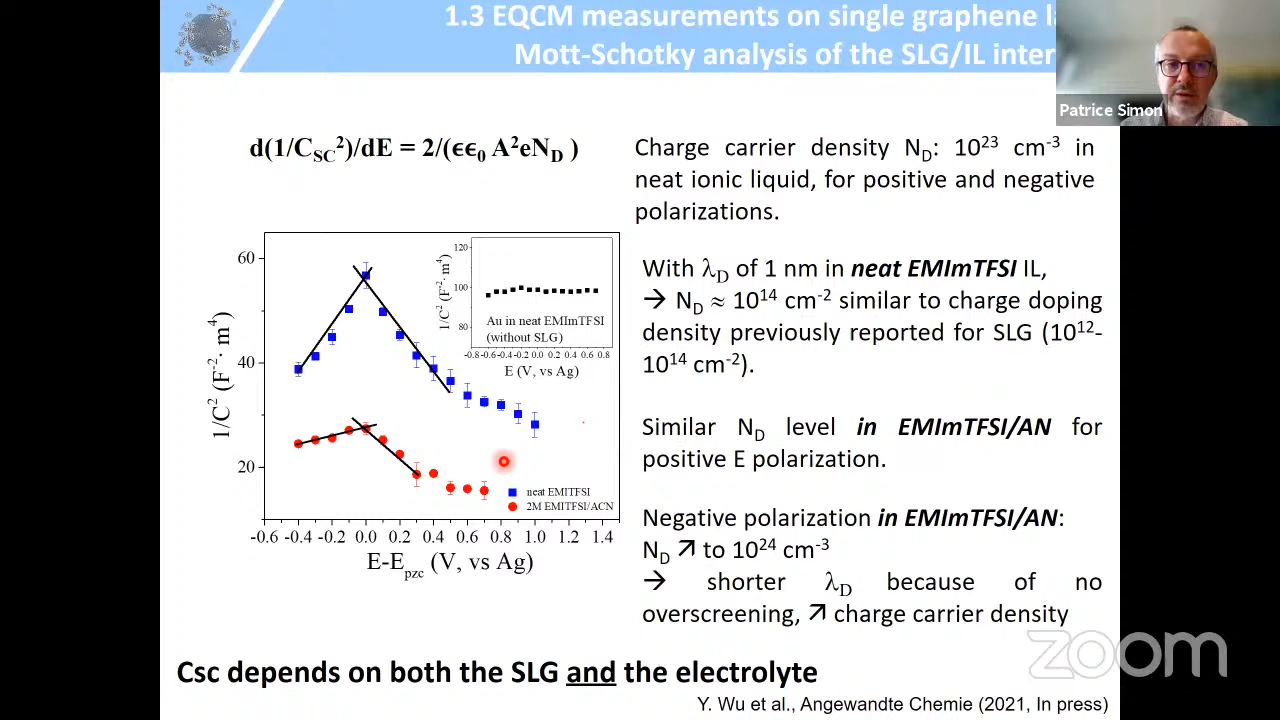 1.3 EQCM measurements on single graphene
Mott-Schotky analysis of the SLG/IL
Patrice Simon
d(1/C_SC²)/dE = 2/(ϵϵ₀ A²eN_D )
Charge carrier density N_D: 10²³ cm⁻³ in
neat ionic liquid, for positive and negative
polarizations.
With λ_D of 1 nm in neat EMImTFSI IL,
→ N_D ≈ 10¹⁴ cm⁻² similar to charge doping
density previously reported for SLG (10¹²-
10¹⁴ cm⁻²).
Similar N_D level in EMImTFSI/AN for
positive E polarization.
Negative polarization in EMImTFSI/AN:
N_D ↗ to 10²⁴ cm⁻³
→ shorter λ_D because of no
overscreening, ↗ charge carrier density
1/C² (F⁻²· m⁴)
60
40
20
-0.6 -0.4 -0.2 0.0 0.2 0.4 0.6 0.8 1.0 1.2 1.4
E-E_pzc (V, vs Ag)
1/C² (F⁻²· m⁴)
120
100
80
Au in neat EMImTFSI
(without SLG)
-0.8 -0.6 -0.4 -0.2 0.0 0.2 0.4 0.6 0.8
E (V, vs Ag)
neat EMITFSI
2M EMITFSI/ACN
zoom
Csc depends on both the SLG and the electrolyte
Y. Wu et al., Angewandte Chemie (2021, In press)